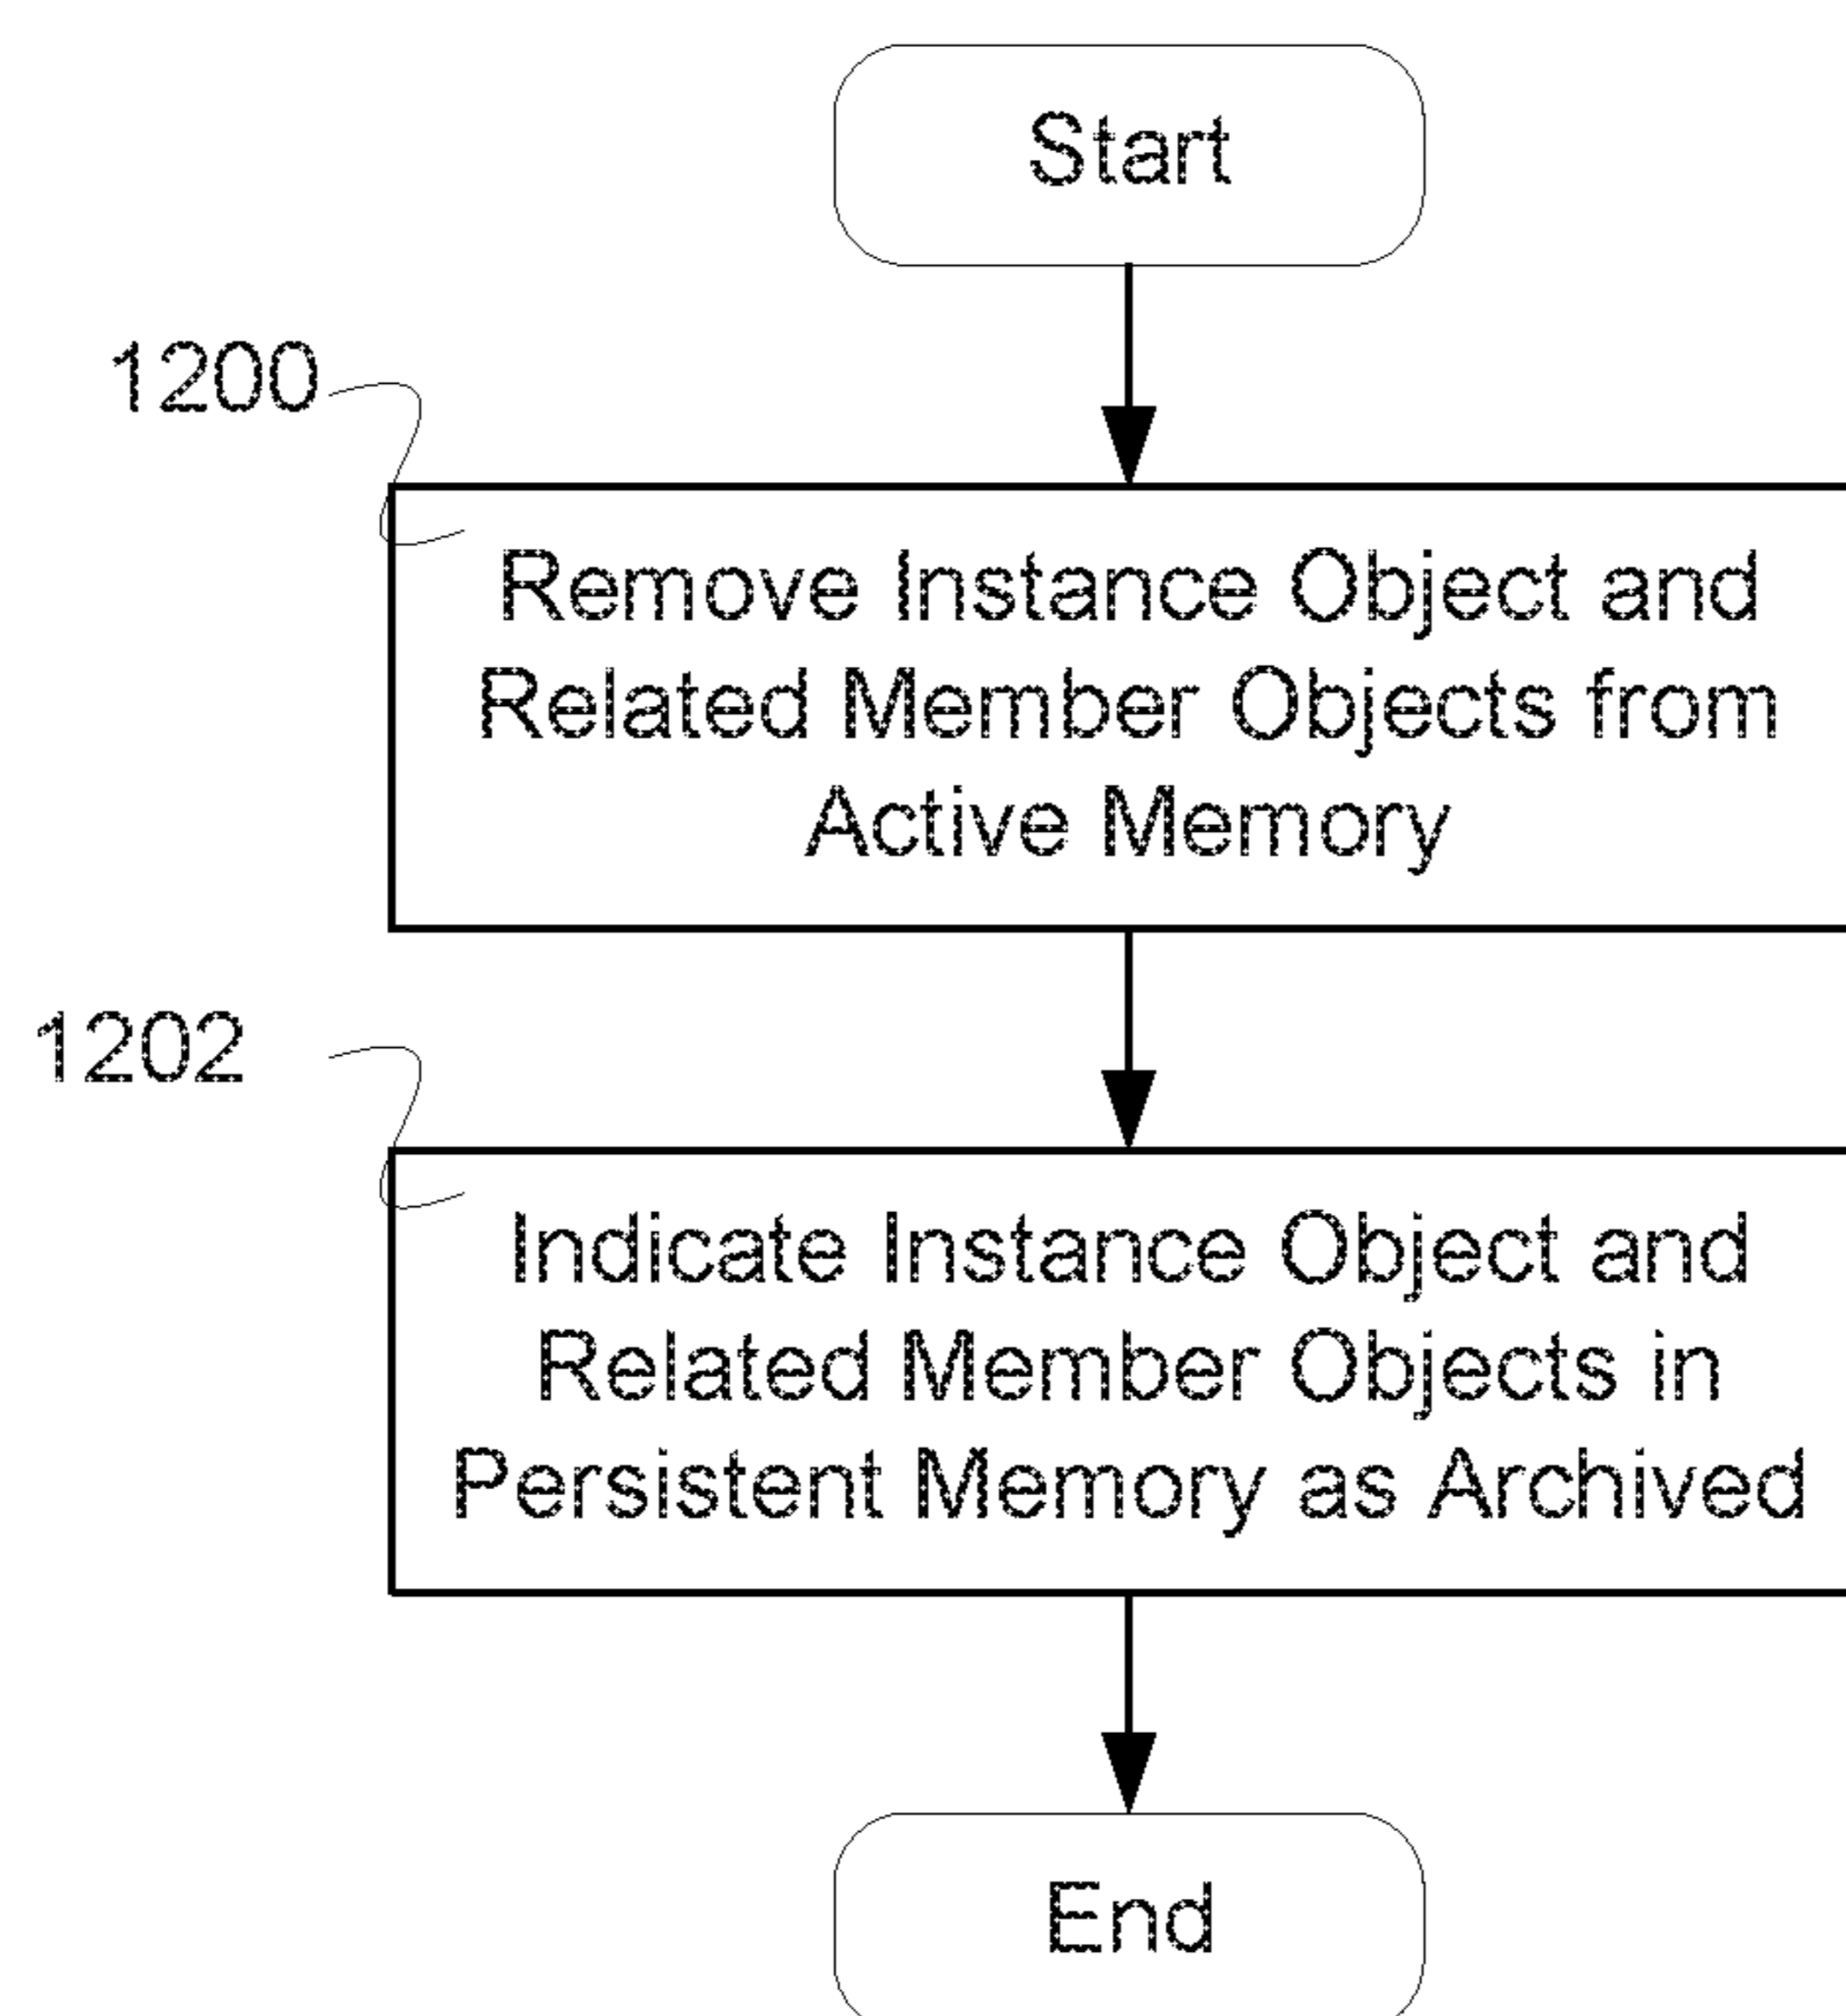 Start
1200
Remove Instance Object and
Related Member Objects from
Active Memory
1202
Indicate Instance Object and
Related Member Objects in
Persistent Memory as Archived
End